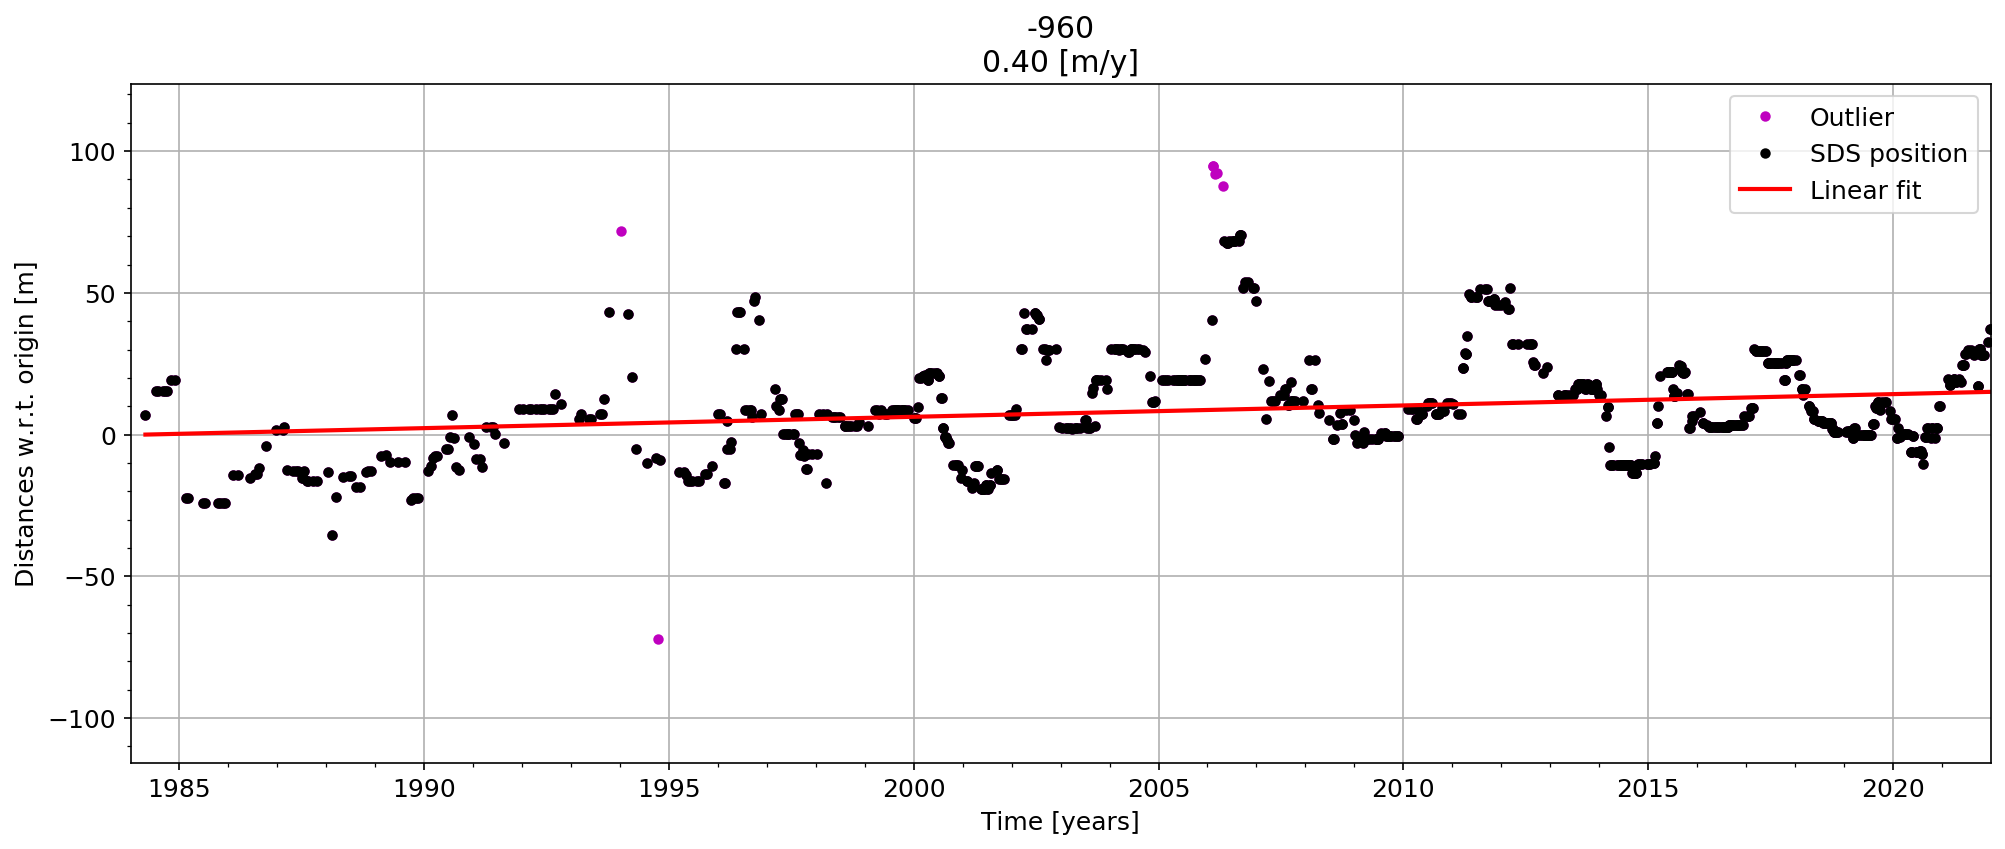 -960
0.40 [m/y]
Outlier
SDS position
Linear fit
Distances w.r.t. origin [m]
100
50
0
−50
−100
1985 1990 1995 2000 2005 2010 2015 2020
Time [years]